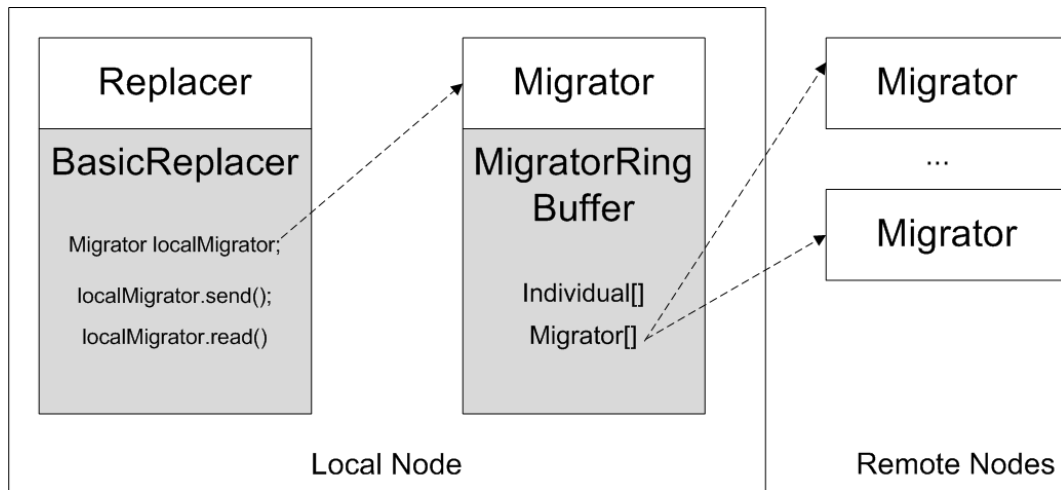 Replacer
BasicReplacer
Migrator localMigrator;
localMigrator.send();
localMigrator.read()
Migrator
MigratorRing
Buffer
Individual[]
Migrator[]
Local Node
Migrator
...
Migrator
Remote Nodes